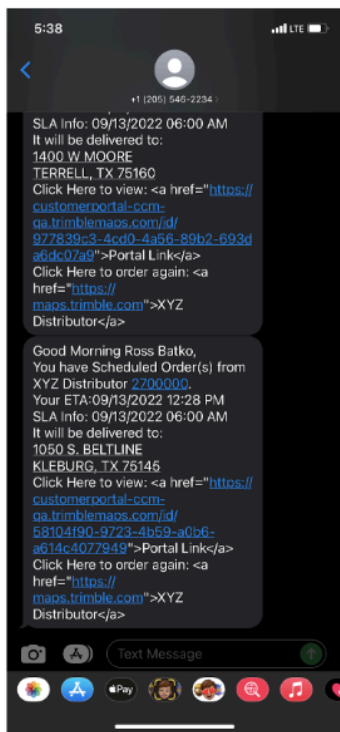 5:38
LTE
+1 (205) 546-2234 >
SLA Info: 09/13/2022 06:00 AM
It will be delivered to:
1400 W MOORE
TERRELL, TX 75160
Click Here to view: <a href="https://
customerportal-ccm-
qa.trimblemaps.com/id/
977839c3-4cd0-4a56-89b2-693d
a6dc07a9">Portal Link</a>
Click Here to order again: <a
href="https://
maps.trimble.com">XYZ
Distributor</a>
Good Morning Ross Batko,
You have Scheduled Order(s) from
XYZ Distributor 2700000.
Your ETA:09/13/2022 12:28 PM
SLA Info: 09/13/2022 06:00 AM
It will be delivered to:
1050 S. BELTLINE
KLEBURG, TX 75145
Click Here to view: <a href="https://
customerportal-ccm-
qa.trimblemaps.com/id/
58104f90-9723-4b59-a0b6-
a614c4077949">Portal Link</a>
Click Here to order again: <a
href="https://
maps.trimble.com">XYZ
Distributor</a>
Text Message
Pay